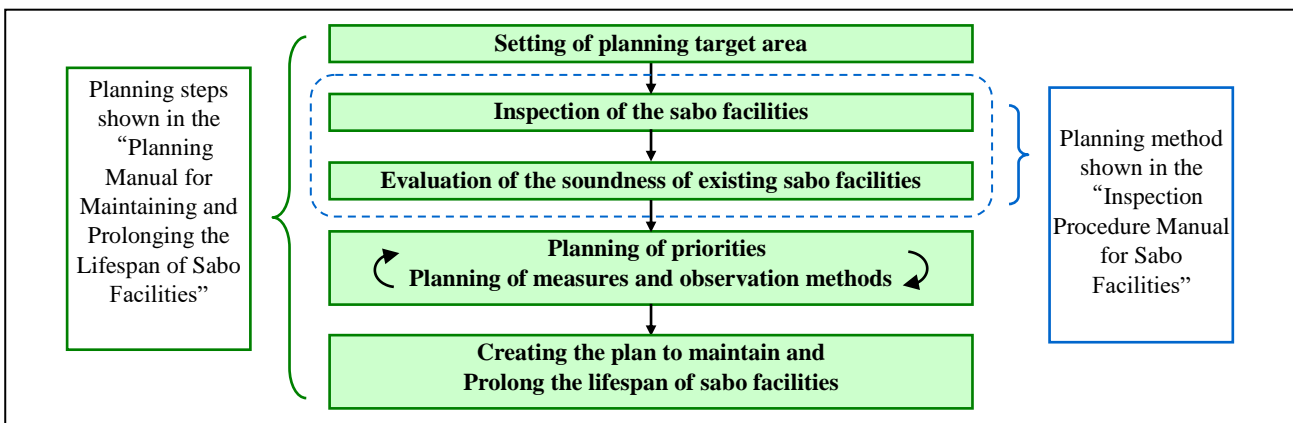 Setting of planning target area
Planning steps
shown in the
“Planning
Manual for
Maintaining and
Prolonging the
Lifespan of Sabo
Facilities”
Inspection of the sabo facilities
Evaluation of the soundness of existing sabo facilities
Planning method
shown in the
“Inspection
Procedure Manual
for Sabo
Facilities”
Planning of priorities
Planning of measures and observation methods
Creating the plan to maintain and
Prolong the lifespan of sabo facilities